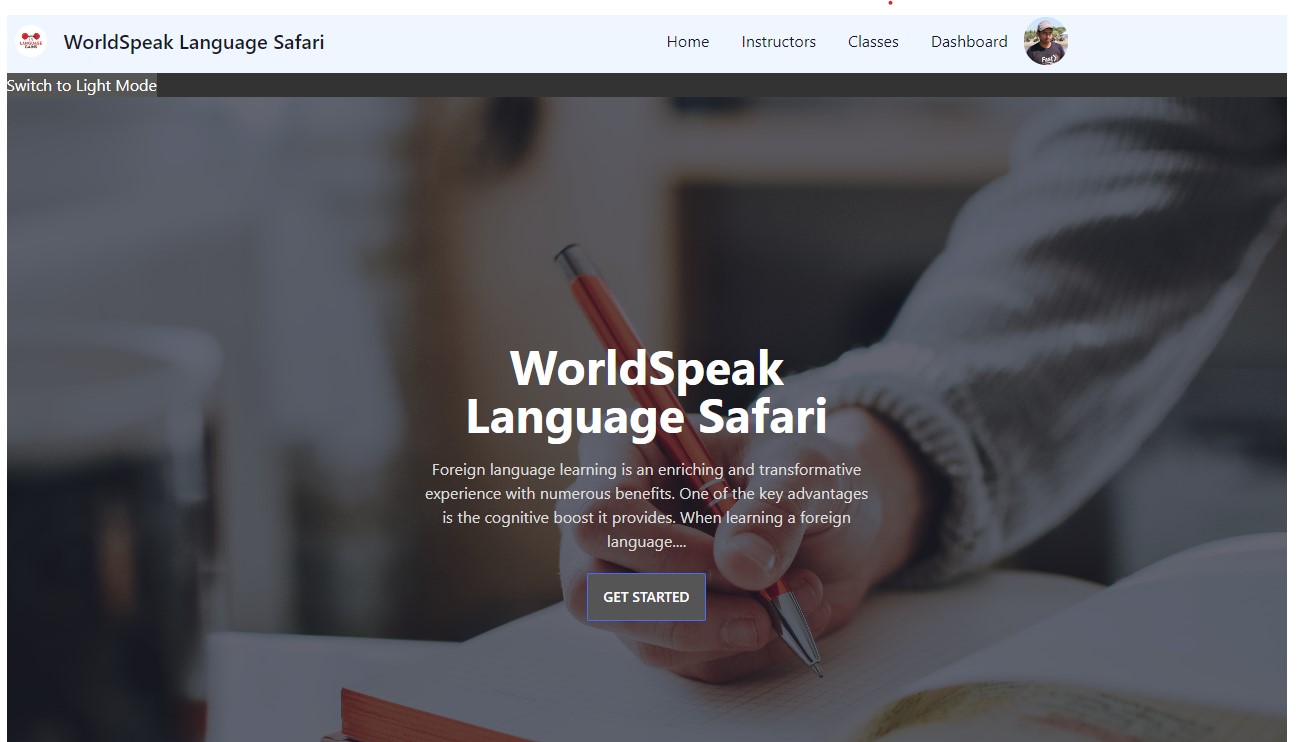 LANGUAGE
WorldSpeak Language Safari
Home
Instructors
Classes
Dashboard
Switch to Light Mode
WorldSpeak
Language Safari
Foreign language learning is an enriching and transformative
experience with numerous benefits. One of the key advantages
is the cognitive boost it provides. When learning a foreign
language....
GET STARTED